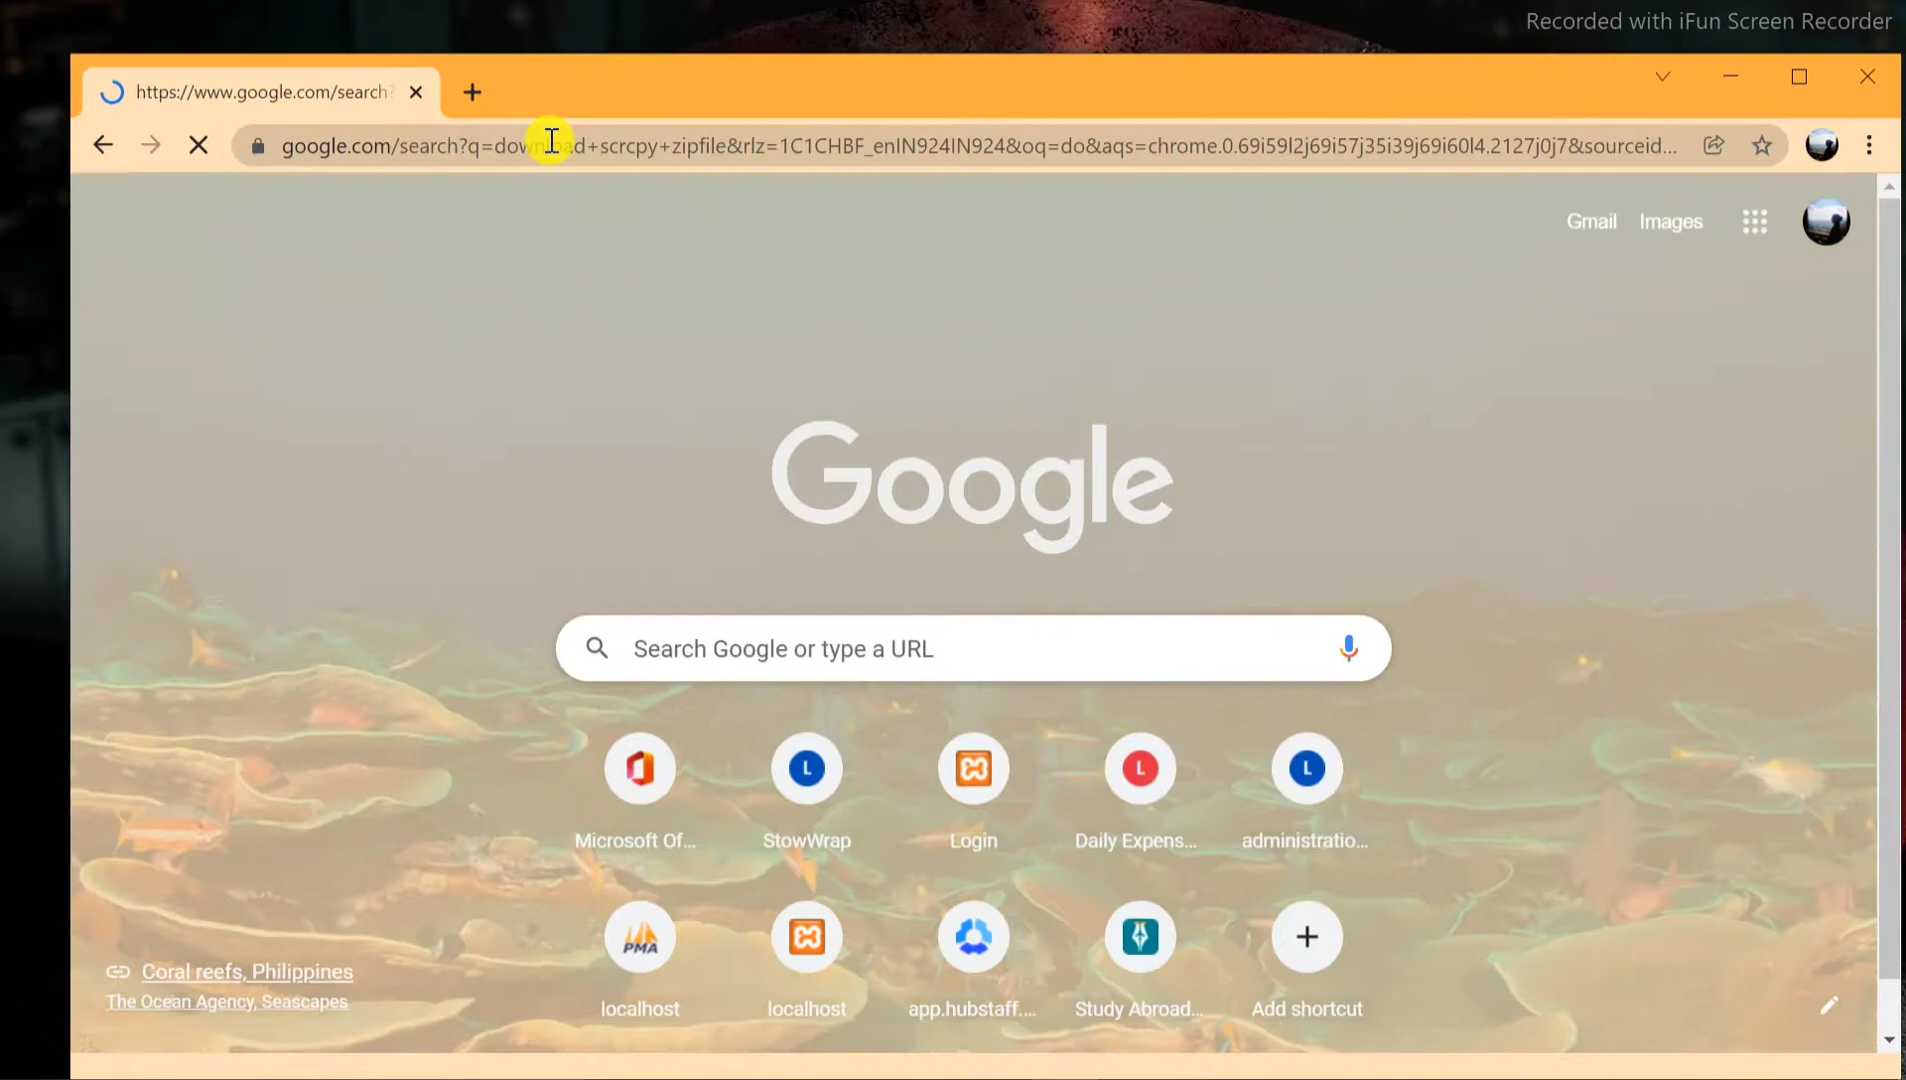 Recorded with iFun Screen Recorder
https://www.google.com/search?
google.com/search?q=download+scrcpy+zipfile&rlz=1C1CHBF_enIN924IN924&oq=do&aqs=chrome.0.69i59l2j69i57j35i39j69i60l4.2127j0j7&sourceid...
Gmail Images
Google
Search Google or type a URL
L L L
Microsoft Of... StowWrap Login Daily Expens... administratio...
PMA
localhost localhost app.hubstaff.... Study Abroad... Add shortcut
Coral reefs, Philippines
The Ocean Agency, Seascapes